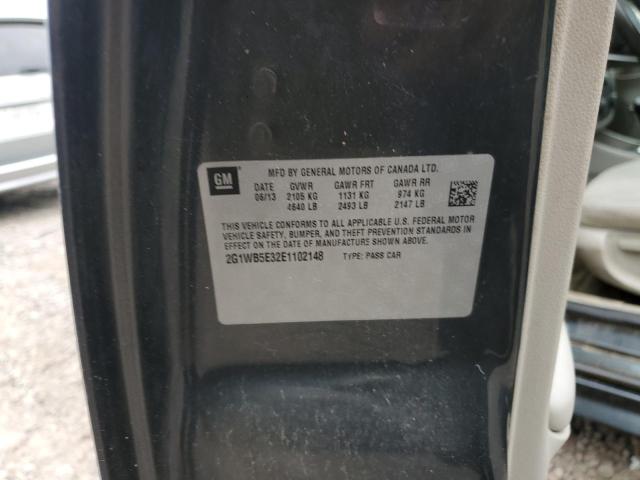 GM
MFD BY GENERAL MOTORS OF CANADA LTD.
DATE GVWR GAWR FRT GAWR RR
06/13 2105 KG 1131 KG 974 KG
4640 LB 2493 LB 2147 LB
THIS VEHICLE CONFORMS TO ALL APPLICABLE U.S. FEDERAL MOTOR
VEHICLE SAFETY, BUMPER, AND THEFT PREVENTION STANDARDS IN
EFFECT ON THE DATE OF MANUFACTURE SHOWN ABOVE.
2G1WB5E32E1102148 TYPE: PASS CAR